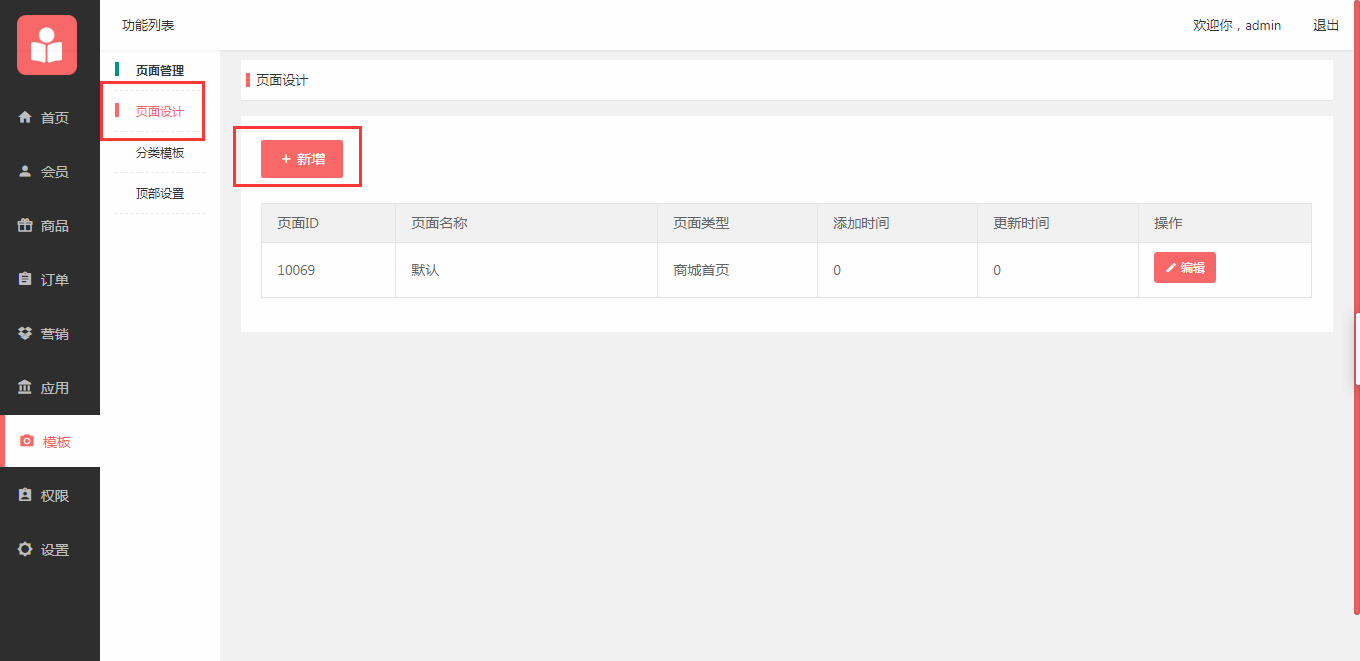 功能列表
欢迎你，admin 退出
首页
会员
商品
订单
营销
应用
模板
权限
设置
页面管理
页面设计
分类模板
顶部设置
页面设计
+ 新增
页面ID 页面名称 页面类型 添加时间 更新时间 操作
10069 默认 商城首页 0 0 编辑